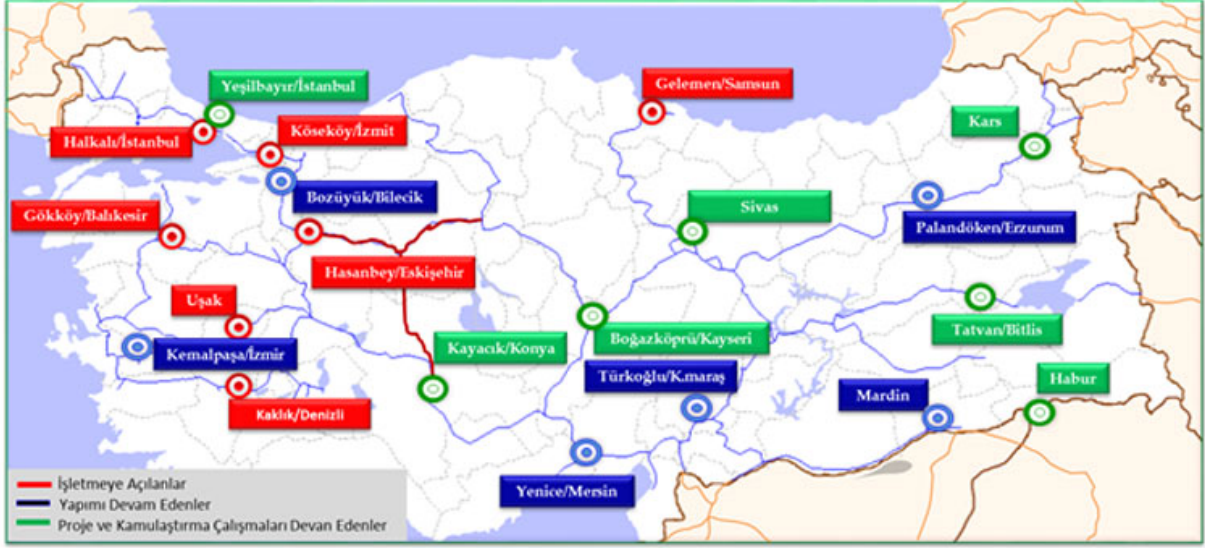 Yeşilbayır/İstanbul
Gelemen/Samsun
Halkalı/İstanbul
Köseköy/İzmit
Kars
Bozüyük/Bilecik
Gökköy/Balıkesir
Sivas
Palandöken/Erzurum
Hasanbey/Eskişehir
Uşak
Kemalpaşa/İzmir
Kayacık/Konya
Boğazköprü/Kayseri
Tatvan/Bitlis
Türkoğlu/K.maraş
Habur
Mardin
Kaklık/Denizli
Yenice/Mersin
İşletmeye Açılanlar
Yapımı Devam Edenler
Proje ve Kamulaştırma Çalışmaları Devan Edenler